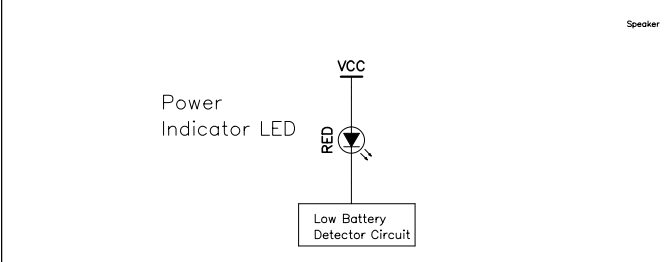 Speaker
VCC
Power
Indicator LED
RED
Low Battery
Detector Circuit